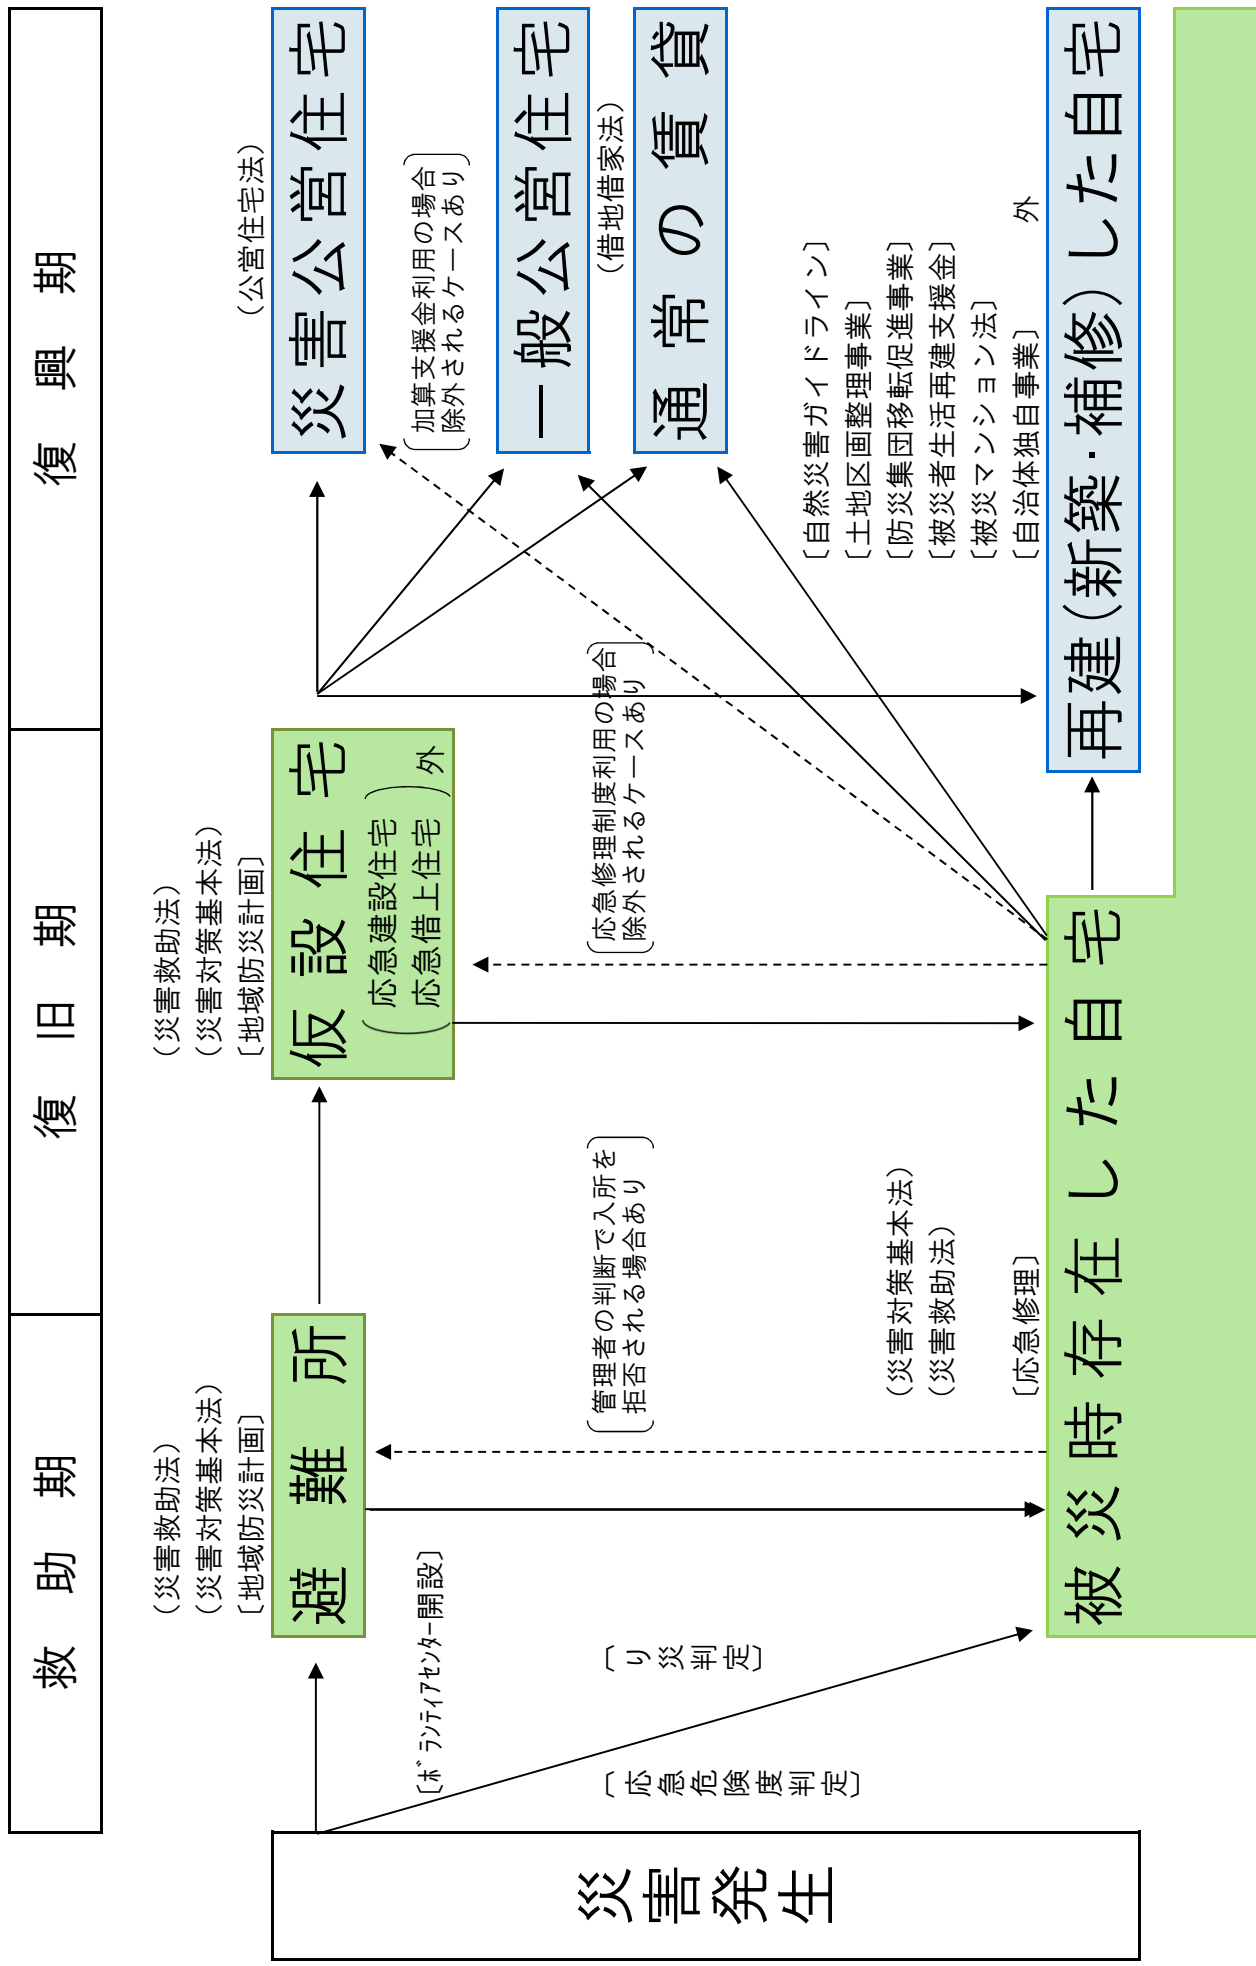 救助期
復旧期
復興期
災害発生
(災害救助法)
(災害対策基本法)
[地域防災計画]
避難所
[ボランティアセンター開設]
[り災判定]
[応急危険度判定]
管理者の判断で入所を
拒否される場合あり
(災害対策基本法)
(災害救助法)
[応急修理]
被災時存在した自宅
(災害救助法)
(災害対策基本法)
[地域防災計画]
仮設住宅
(応急建設住宅
応急借上住宅)外
応急修理制度利用の場合
除外されるケースあり
(公営住宅法)
災害公営住宅
加算支援金利用の場合
除外されるケースあり
一般公営住宅
(借地借家法)
通常の賃貸
[自然災害ガイドライン]
[土地区画整理事業]
[防災集団移転促進事業]
[被災者生活再建支援金]
[被災マンション法]
[自治体独自事業] 外
再建(新築・補修)した自宅